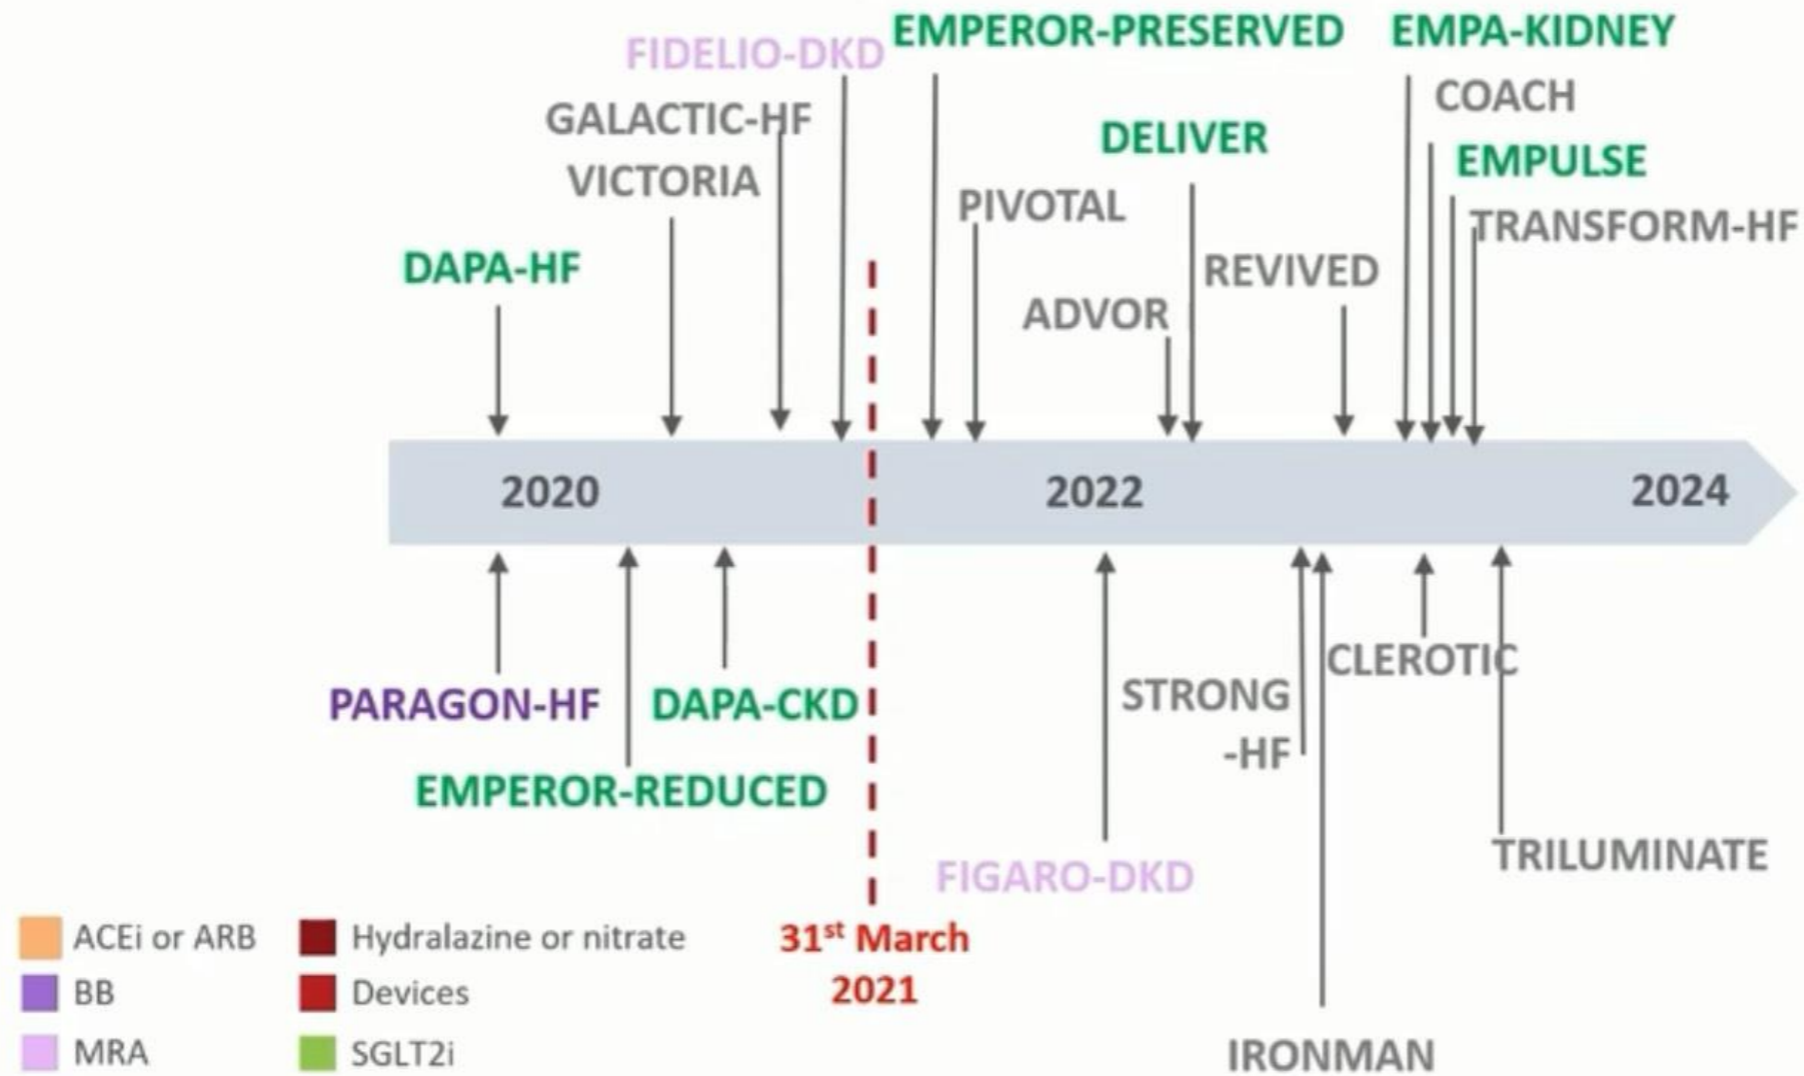 EMPEROR-PRESERVED
EMPA-KIDNEY
FIDELIO-DKD
COACH
GALACTIC-HF
DELIVER
EMPULSE
VICTORIA
PIVOTAL
TRANSFORM-HF
DAPA-HF
REVIVED
ADVOR
2020
2022
2024
CLEROTIC
PARAGON-HF
DAPA-CKD
STRONG
-HF
EMPEROR-REDUCED
TRILUMINATE
FIGARO-DKD
31st March
2021
ACEi or ARB
Hydralazine or nitrate
BB
Devices
MRA
SGLT2i
IRONMAN